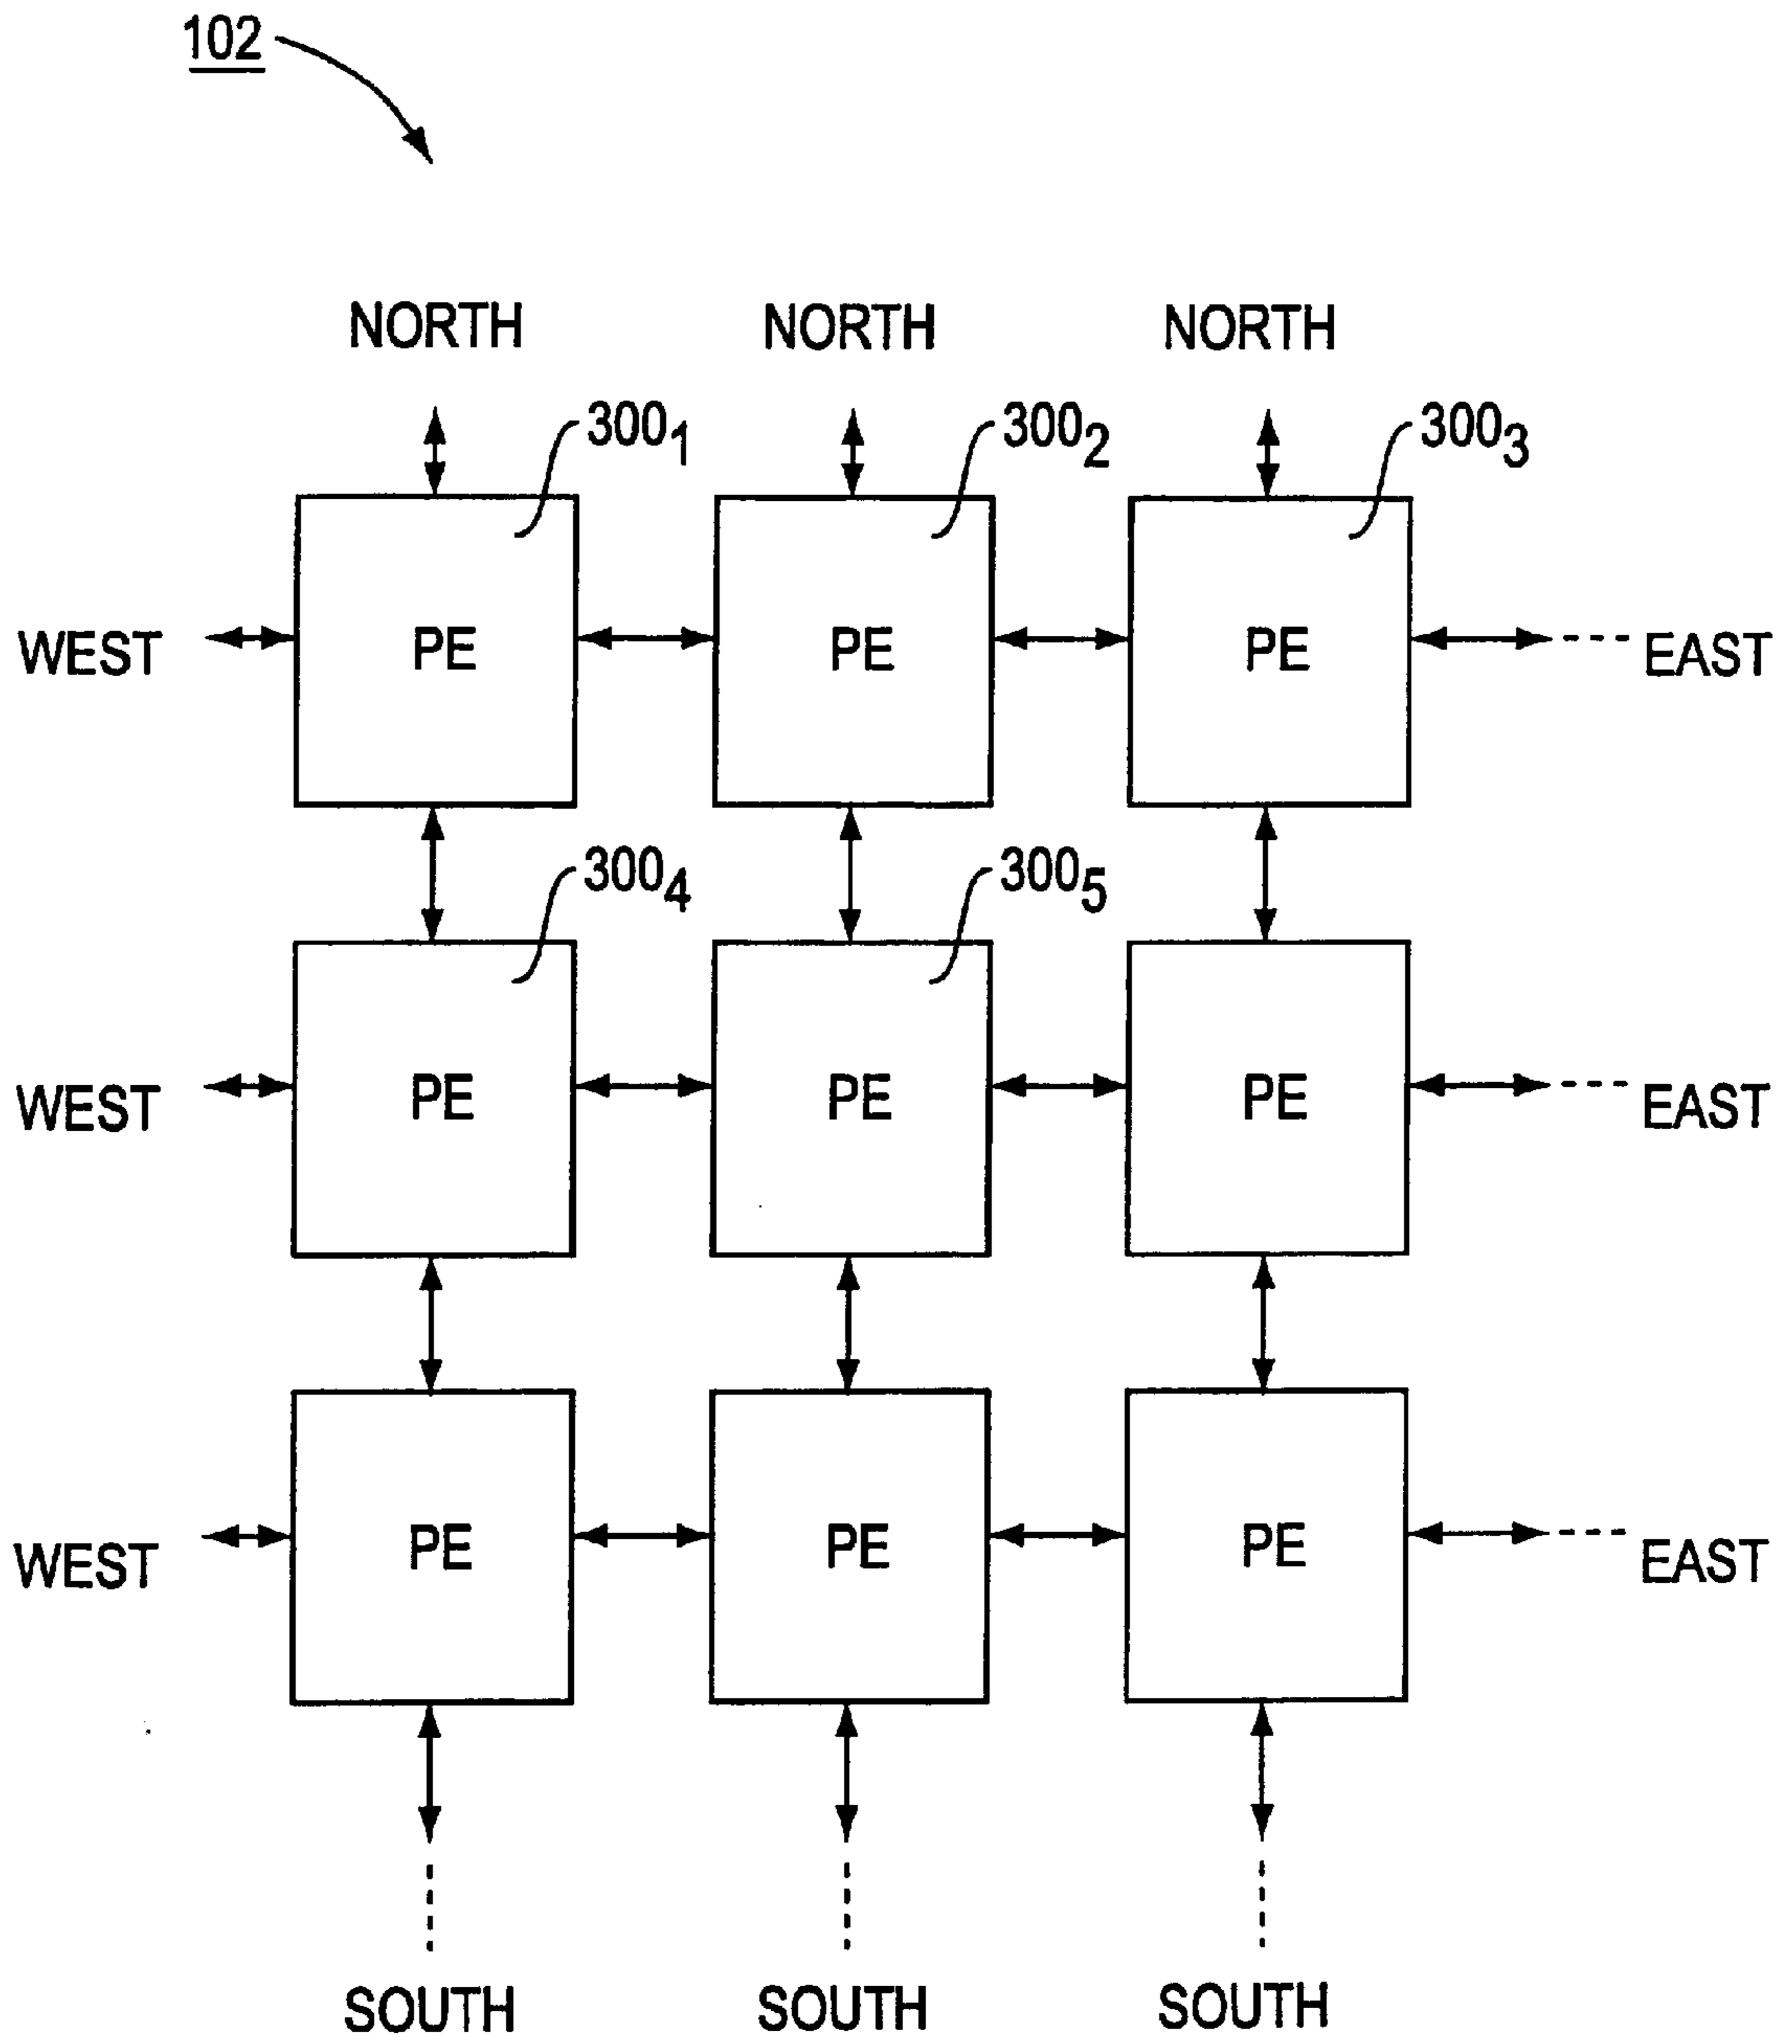 102
NORTH NORTH NORTH
300₁ 300₂ 300₃
WEST PE PE PE EAST
300₄ 300₅
WEST PE PE PE EAST
WEST PE PE PE EAST
SOUTH SOUTH SOUTH